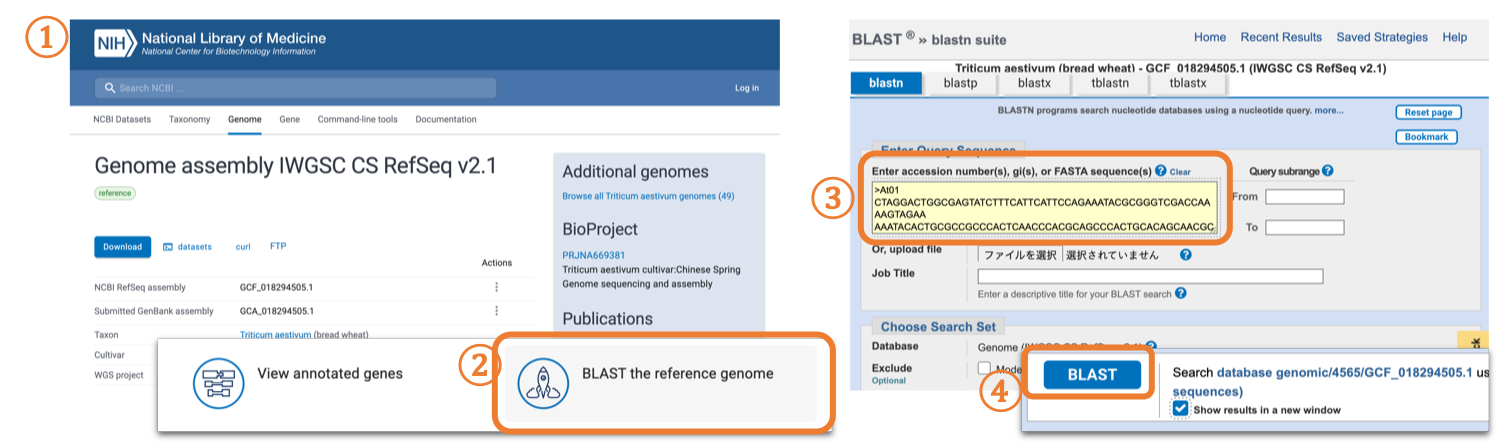 ①
NIH National Library of Medicine
National Center for Biotechnology Information
Search NCBI ...
Log in
NCBI Datasets Taxonomy Genome Gene Command-line tools Documentation
Genome assembly IWGSC CS RefSeq v2.1
reference
Download datasets curl FTP
Actions
NCBI RefSeq assembly GCF_018294505.1
Submitted GenBank assembly GCA_018294505.1
Taxon Triticum aestivum (bread wheat)
Cultivar
WGS project
Additional genomes
Browse all Triticum aestivum genomes (49)
BioProject
PRJNA669381
Triticum aestivum cultivar:Chinese Spring
Genome sequencing and assembly
Publications
View annotated genes
②
BLAST the reference genome
BLAST ® » blastn suite
Home Recent Results Saved Strategies Help
Triticum aestivum (bread wheat) - GCF_018294505.1 (IWGSC CS RefSeq v2.1)
blastn blastp blastx tblastn tblastx
BLASTN programs search nucleotide databases using a nucleotide query. more...
Reset page
Bookmark
Enter Query Sequence
③
Enter accession number(s), gi(s), or FASTA sequence(s) ? Clear
>At01
CTAGGACTGGCGAGTATCTTTCATTCATTCCAGAAATACGCGGGTCGACCAA
AAGTAGAA
AAATACACTGCGCCGCCCACTCAACCCACGCAGCCCACTGCACAGCAACGC
Query subrange ?
From
To
Or, upload file ファイルを選択 選択されていません ?
Job Title
Enter a descriptive title for your BLAST search ?
Choose Search Set
Database Genome (IWGSC CS RefSeq v2.1) ?
Exclude
Optional
Mode
④
BLAST
Search database genomic/4565/GCF_018294505.1 us
sequences)
Show results in a new window